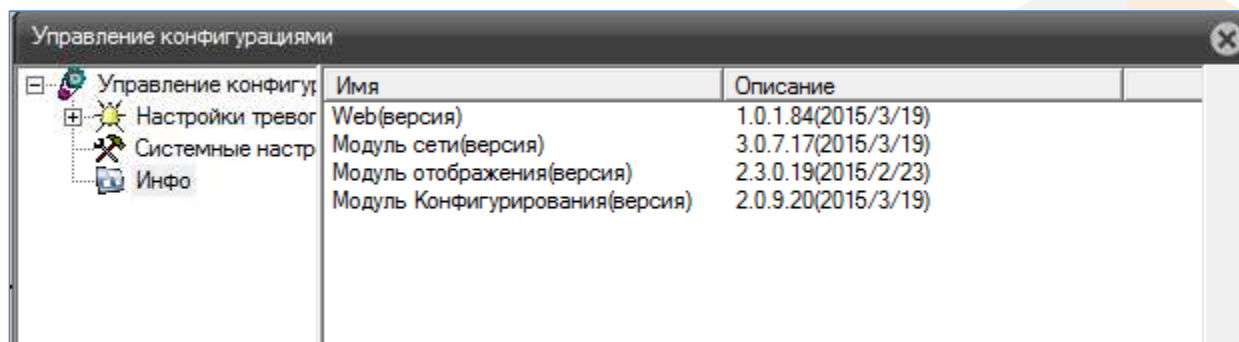 Управление конфигурациями
Управление конфигур
Настройки тревог
Системные настр
Инфо
Имя Описание
Web(версия) 1.0.1.84(2015/3/19)
Модуль сети(версия) 3.0.7.17(2015/3/19)
Модуль отображения(версия) 2.3.0.19(2015/2/23)
Модуль Конфигурирования(версия) 2.0.9.20(2015/3/19)